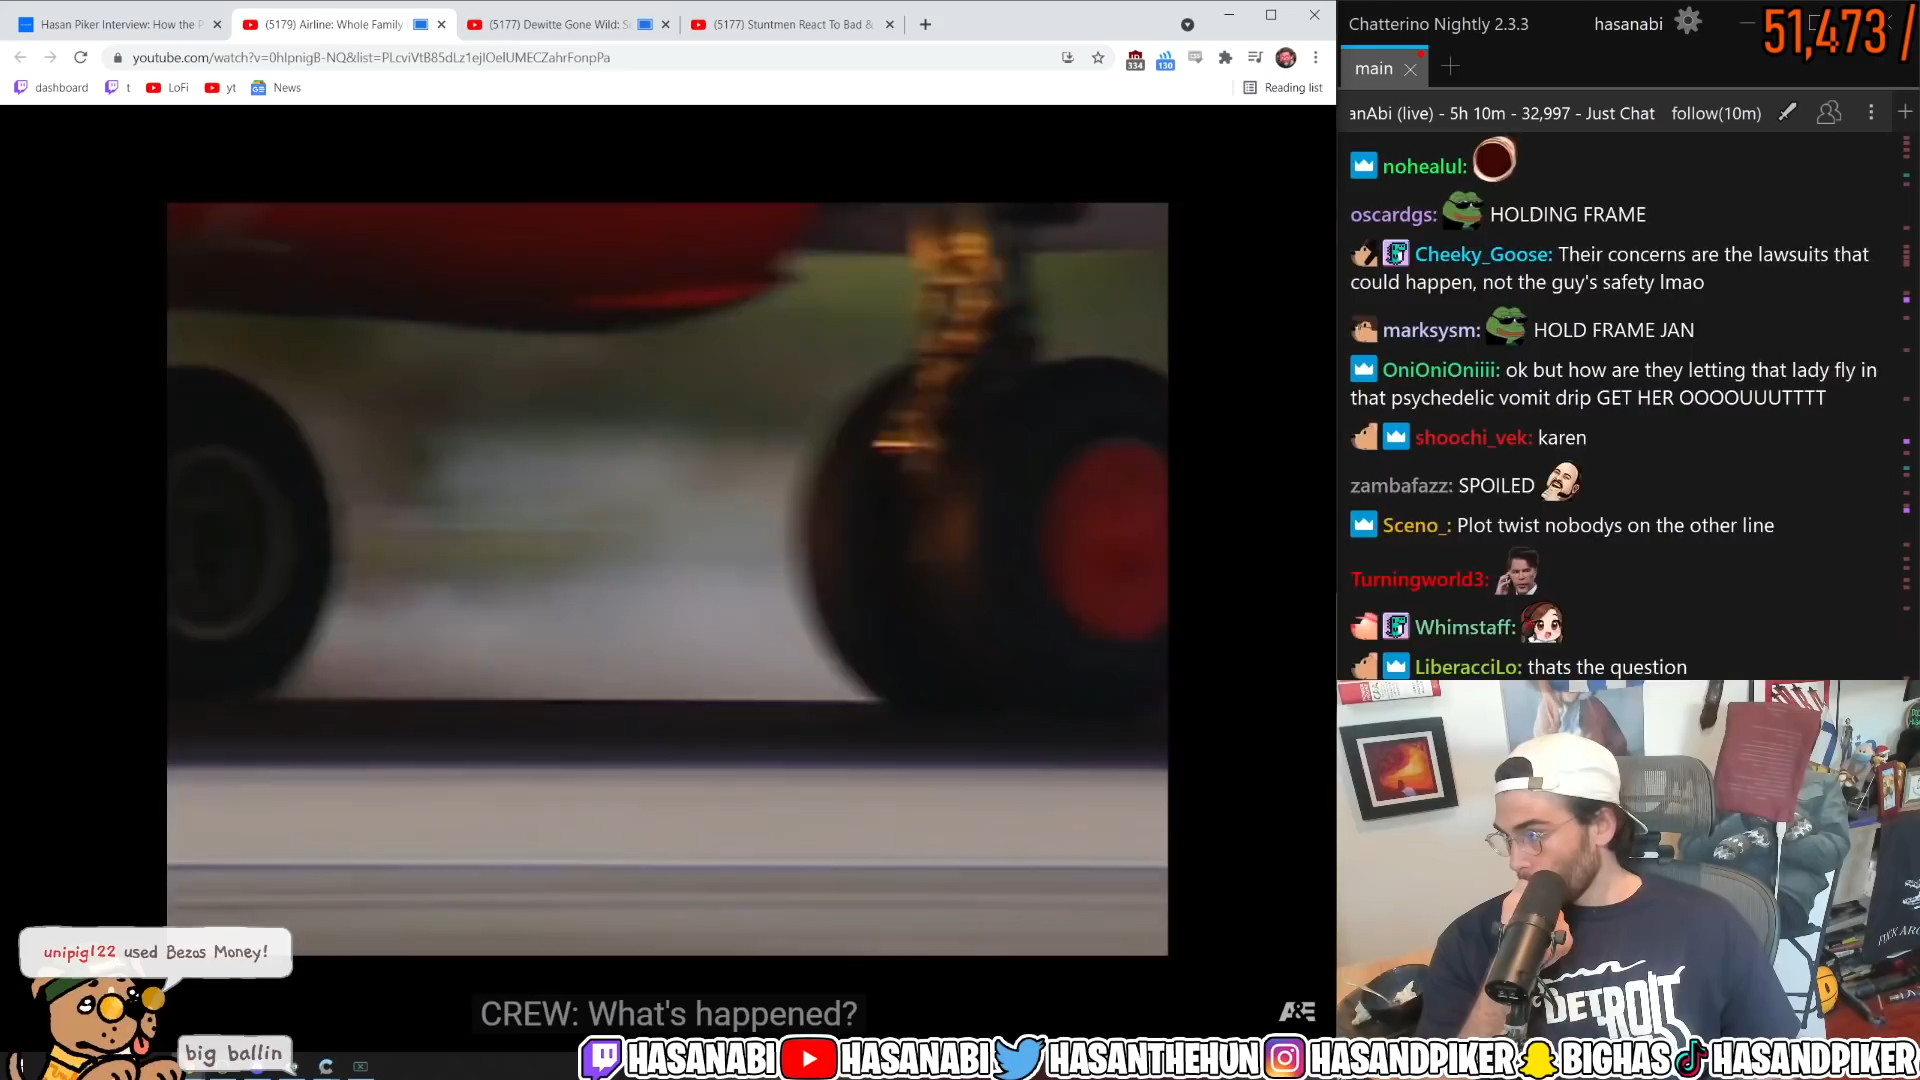 Hasan Piker Interview: How the P
(5179) Airline: Whole Family
(5177) Dewitte Gone Wild: S
(5177) Stuntmen React To Bad &
youtube.com/watch?v=0hIpnigB-NQ&list=PLcviVtB85dLz1ejIOelUMECZahrFonpPa
334
130
dashboard
t
LoFi
yt
News
Reading list
CREW: What's happened?
A&E
unipig122 used Bezos Money!
big ballin
Chatterino Nightly 2.3.3
hasanabi
51,473 /
main
anAbi (live) - 5h 10m - 32,997 - Just Chat
follow(10m)
nohealul:
oscardgs: HOLDING FRAME
Cheeky_Goose: Their concerns are the lawsuits that
could happen, not the guy's safety lmao
marksysm: HOLD FRAME JAN
OniOniOniiii: ok but how are they letting that lady fly in
that psychedelic vomit drip GET HER OOOOUUUTTTT
shoochi_vek: karen
zambafazz: SPOILED
Sceno_: Plot twist nobodys on the other line
Turningworld3:
Whimstaff:
LiberacciLo: thats the question
DETROIT
HASANABI
HASANABI
HASANTHEHUN
HASANDPIKER
BIGHAS
HASANDPIKER